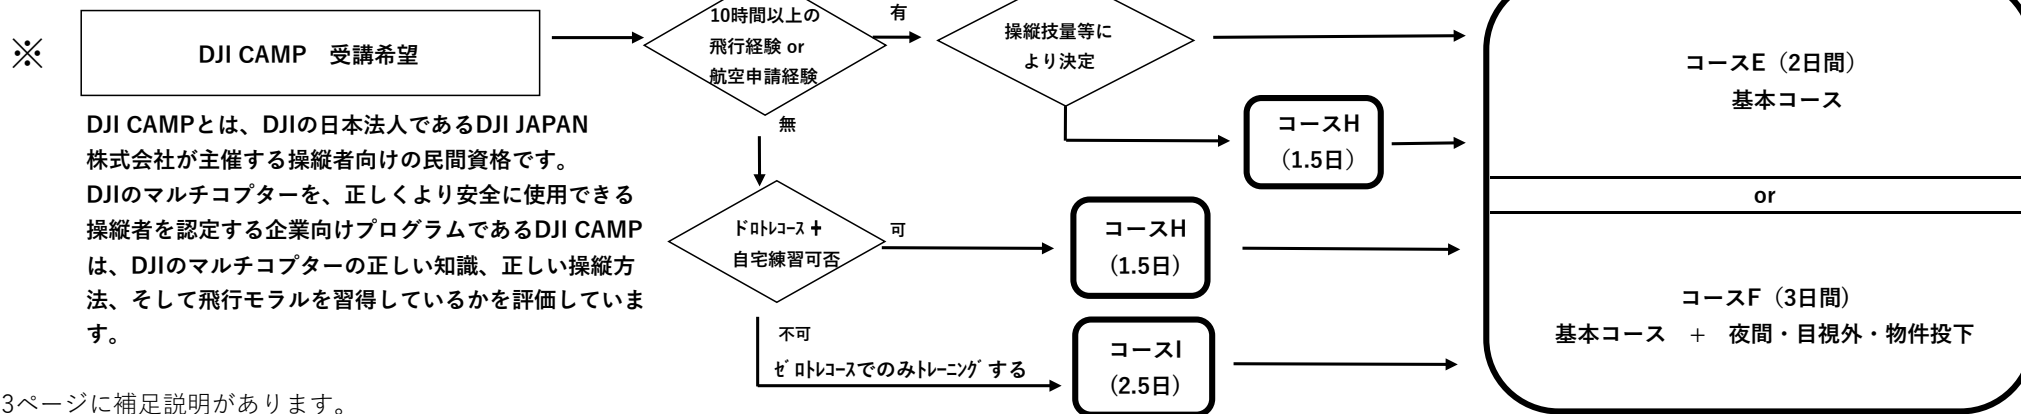 ※
DJI CAMP　受講希望
10時間以上の
飛行経験 or
航空申請経験
有
操縦技量等に
より決定
コースE（2日間）
基本コース
DJI CAMPとは、DJIの日本法人であるDJI JAPAN
株式会社が主催する操縦者向けの民間資格です。
DJIのマルチコプターを、正しくより安全に使用できる
操縦者を認定する企業向けプログラムであるDJI CAMP
は、DJIのマルチコプターの正しい知識、正しい操縦方
法、そして飛行モラルを習得しているかを評価していま
す。
無
コースH
（1.5日）
or
ﾄﾞﾛﾄﾚｺｰｽ +
自宅練習可否
可
コースH
（1.5日）
コースF（3日間)
基本コース　+　夜間・目視外・物件投下
不可
ｾﾞﾛﾄﾚｺｰｽでのみﾄﾚｰﾆﾝｸﾞする
コースI
（2.5日）
3ページに補足説明があります。